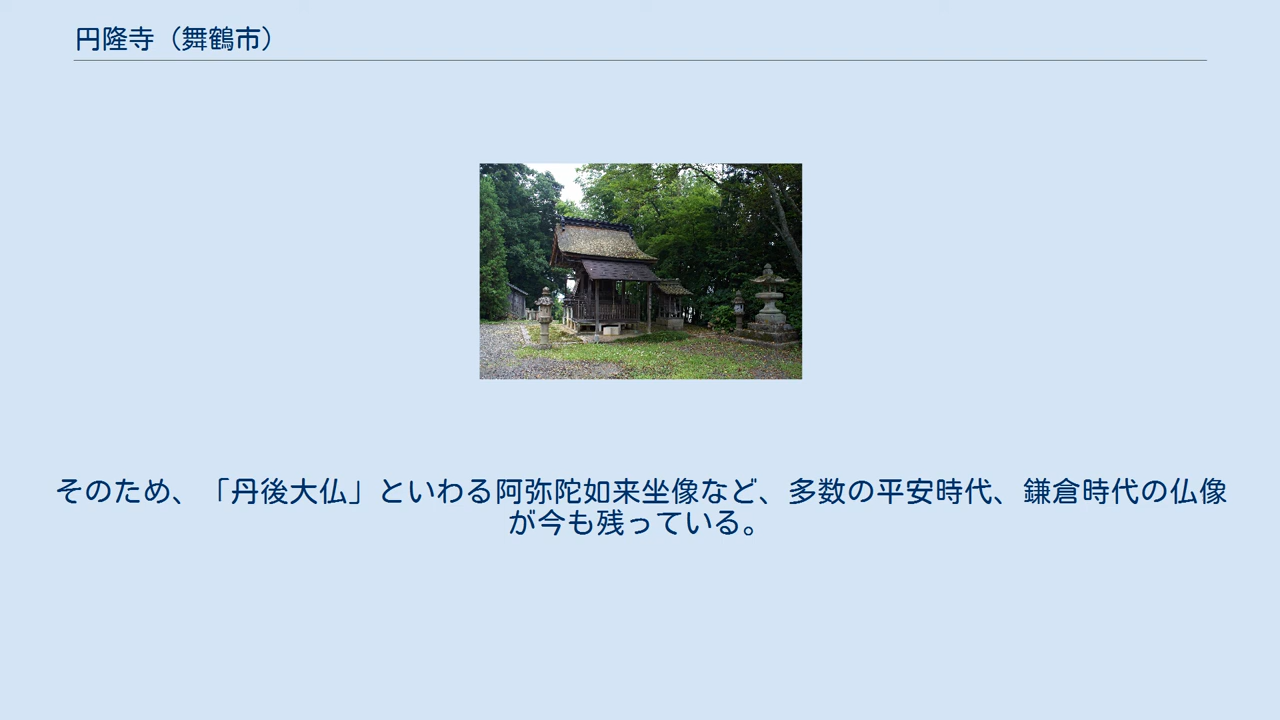 円隆寺（舞鶴市）
そのため、「丹後大仏」といわる阿弥陀如来坐像など、多数の平安時代、鎌倉時代の仏像
が今も残っている。